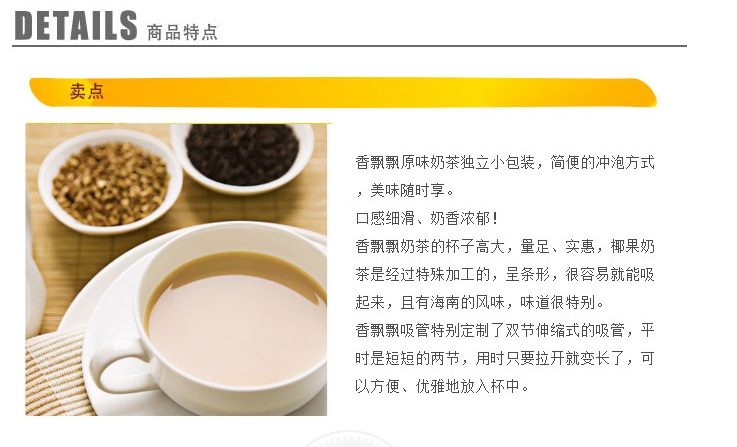 DETAILS 商品特点
卖点
香飘飘原味奶茶独立小包装，简便的冲泡方式
，美味随时享。
口感细滑、奶香浓郁！
香飘飘奶茶的杯子高大，量足、实惠，椰果奶
茶是经过特殊加工的，呈条形，很容易就能吸
起来，且有海南的风味，味道很特别。
香飘飘吸管特别定制了双节伸缩式的吸管，平
时是短短的两节，用时只要拉开就变长了，可
以方便、优雅地放入杯中。